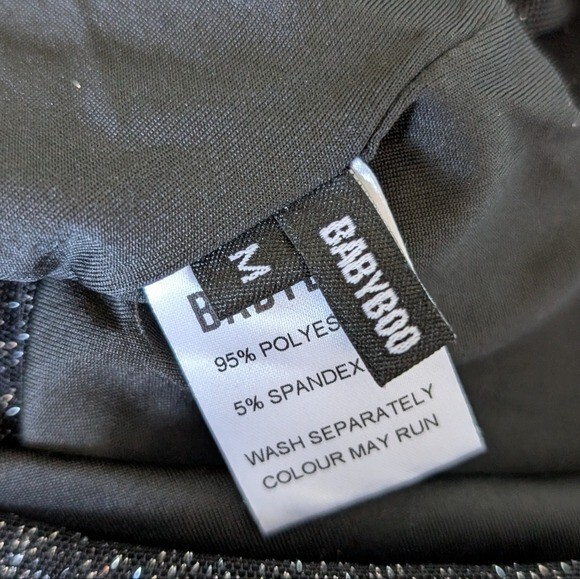 M
BABYBOO
95% POLYES
5% SPANDEX
WASH SEPARATELY
COLOUR MAY RUN